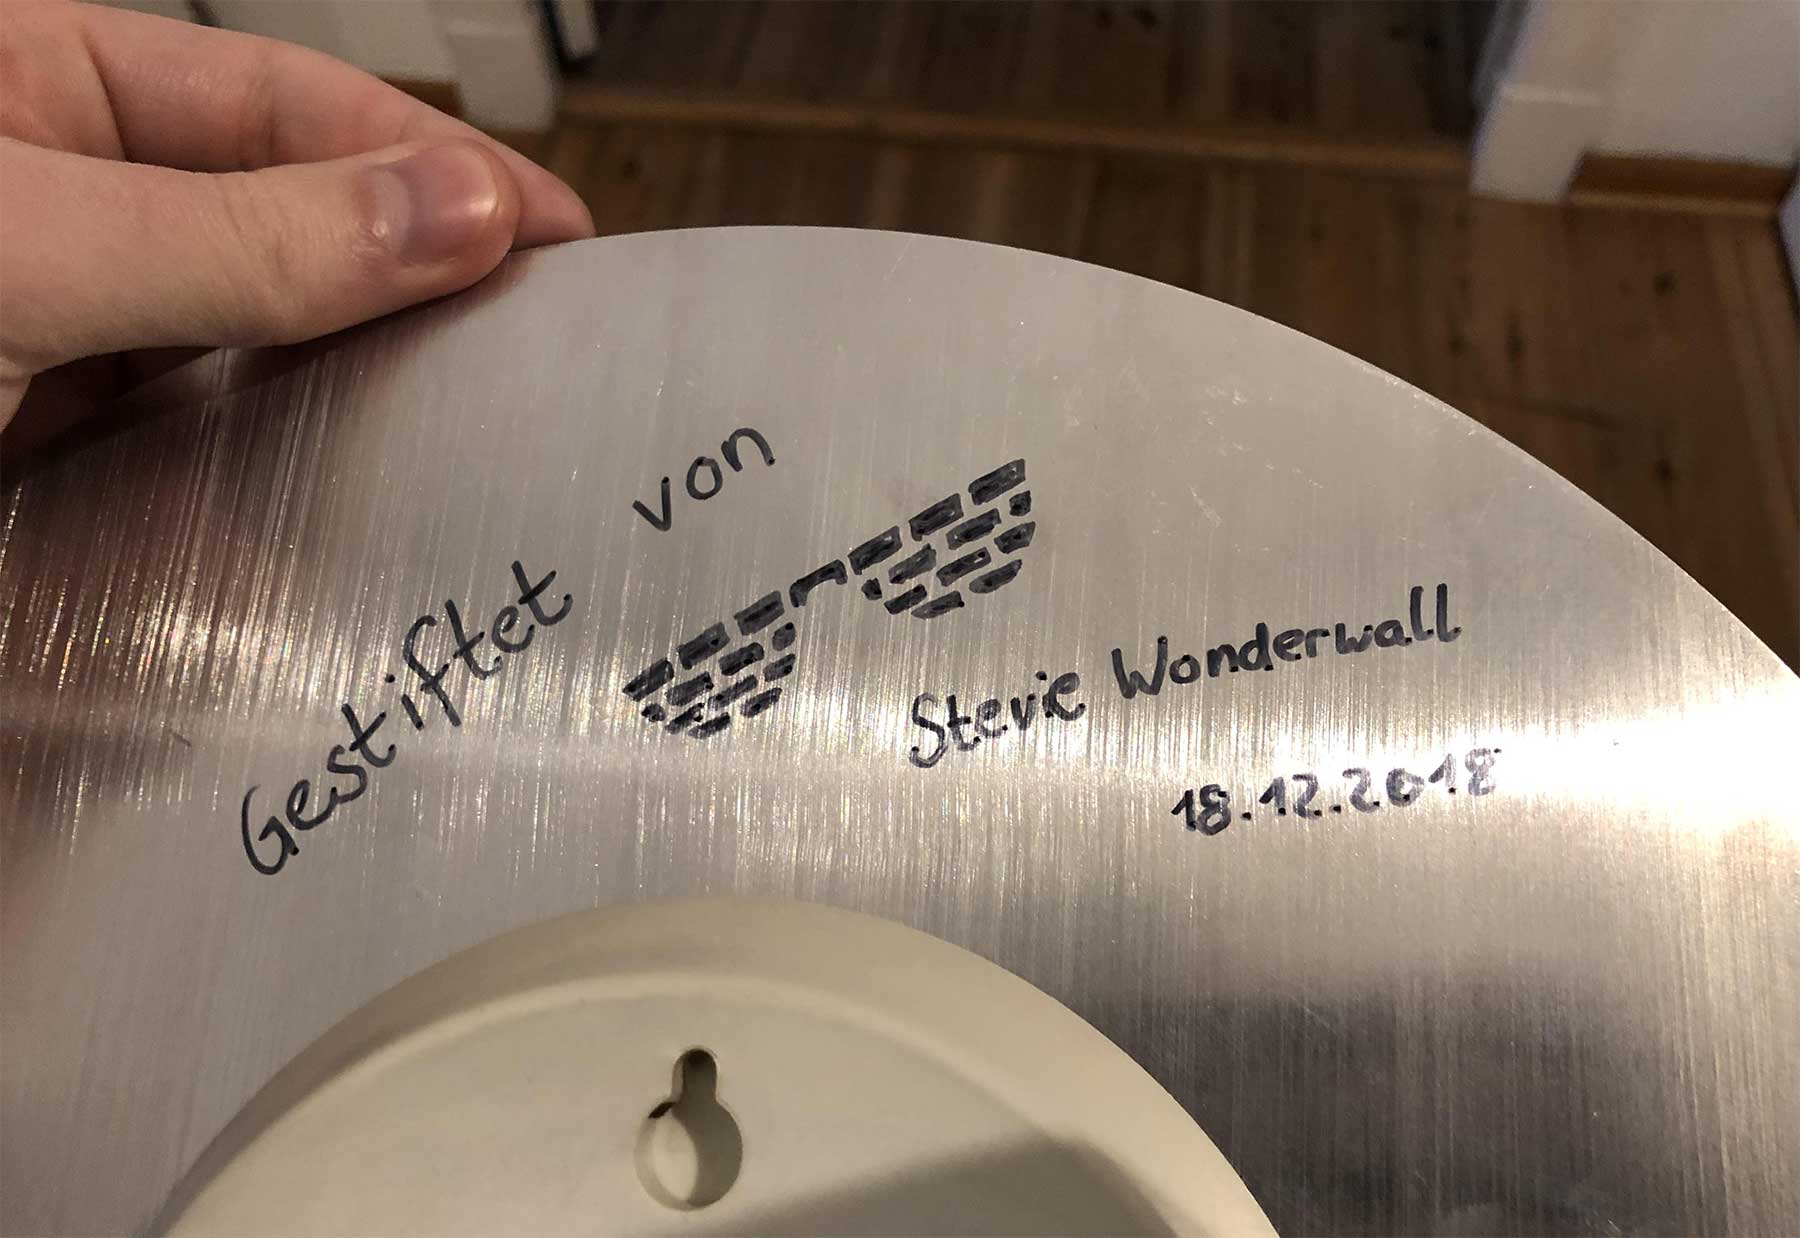 Gestiftet von
Stevie Wonderwall
18.12.2018